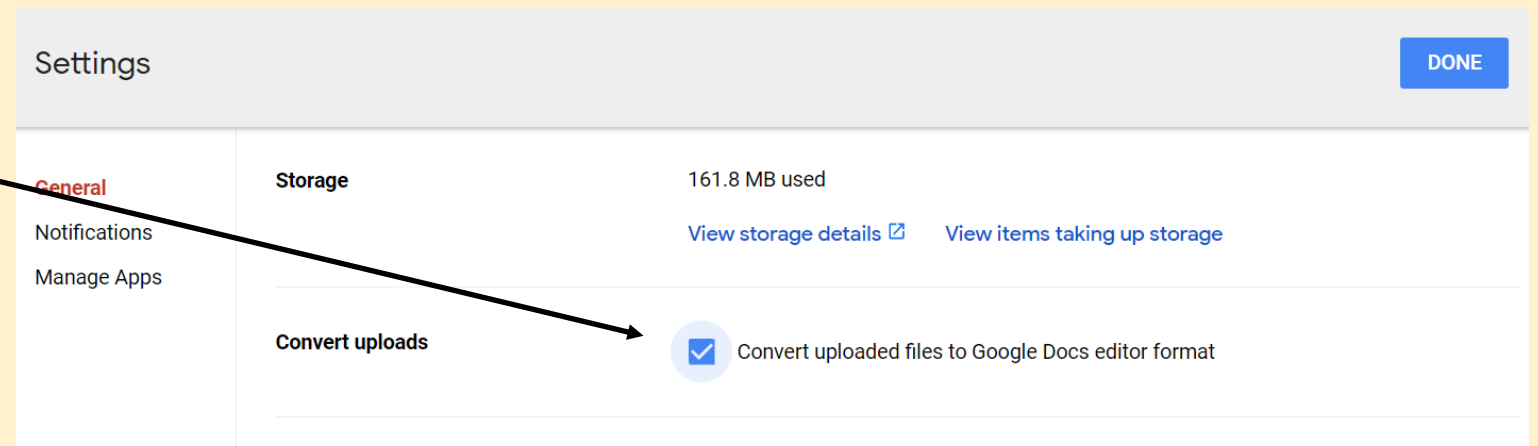 Settings
DONE
General
Notifications
Manage Apps
Storage
161.8 MB used
View storage details View items taking up storage
Convert uploads
Convert uploaded files to Google Docs editor format